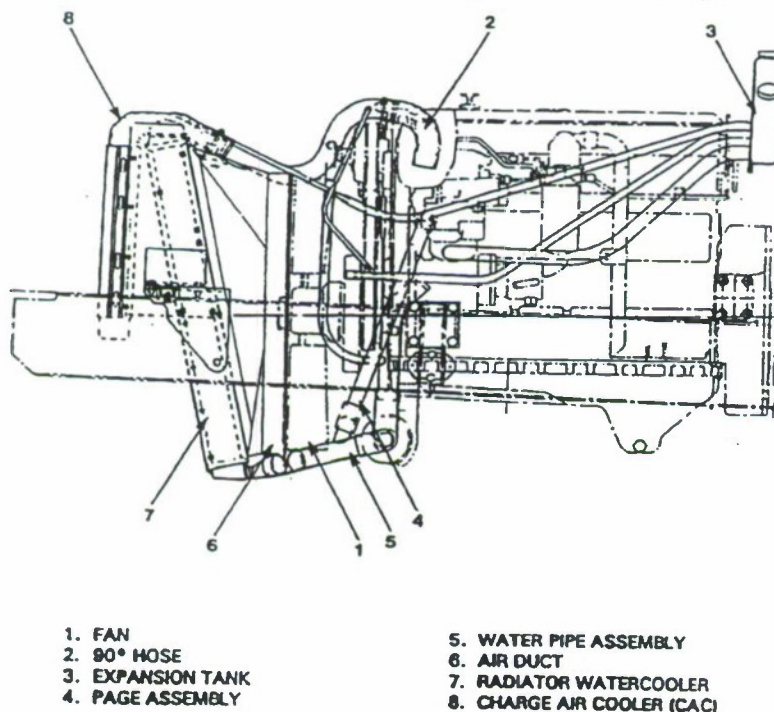 8
2
3
7
6
1
5
4
1. FAN
2. 90° HOSE
3. EXPANSION TANK
4. PAGE ASSEMBLY
5. WATER PIPE ASSEMBLY
6. AIR DUCT
7. RADIATOR WATERCOOLER
8. CHARGE AIR COOLER (CAC)